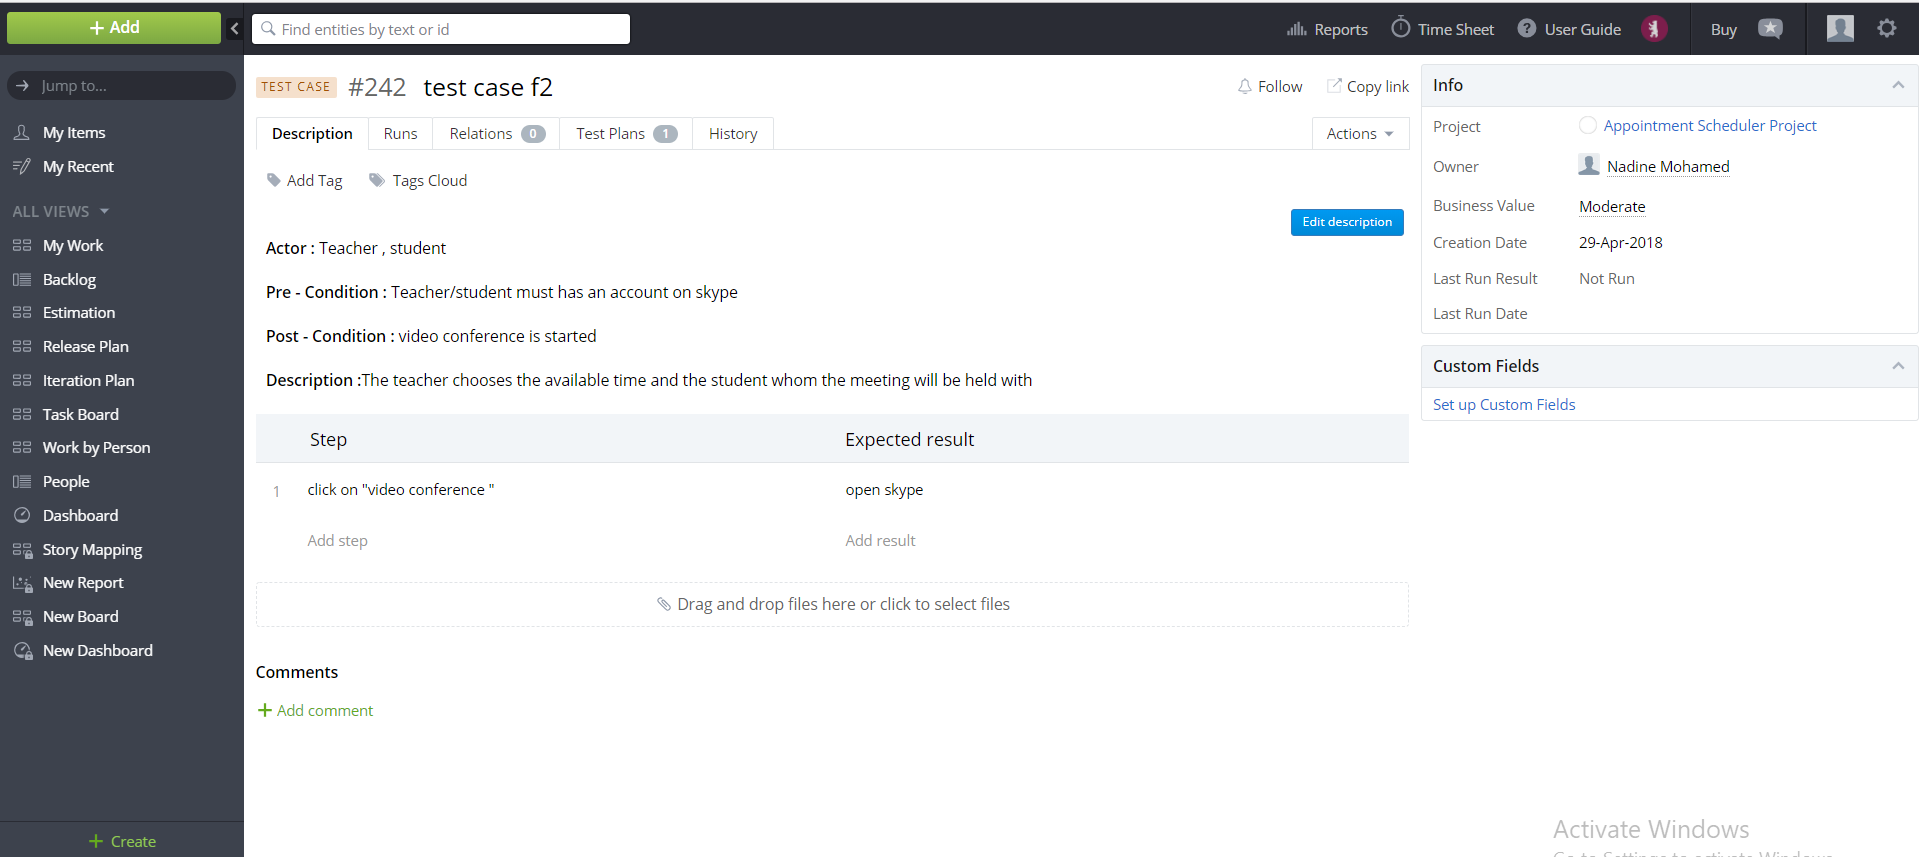 + Add
Find entities by text or id
Reports
Time Sheet
User Guide
Buy
Jump to...
My Items
My Recent
ALL VIEWS
My Work
Backlog
Estimation
Release Plan
Iteration Plan
Task Board
Work by Person
People
Dashboard
Story Mapping
New Report
New Board
New Dashboard
+ Create
TEST CASE #242 test case f2
Follow
Copy link
Description
Runs
Relations 0
Test Plans 1
History
Actions
Add Tag
Tags Cloud
Edit description
Actor : Teacher , student
Pre - Condition : Teacher/student must has an account on skype
Post - Condition : video conference is started
Description :The teacher chooses the available time and the student whom the meeting will be held with
Step Expected result
1 click on "video conference " open skype
Add step Add result
Drag and drop files here or click to select files
Comments
+ Add comment
Info
Project Appointment Scheduler Project
Owner Nadine Mohamed
Business Value Moderate
Creation Date 29-Apr-2018
Last Run Result Not Run
Last Run Date
Custom Fields
Set up Custom Fields
Activate Windows
Go to Settings to activate Windows